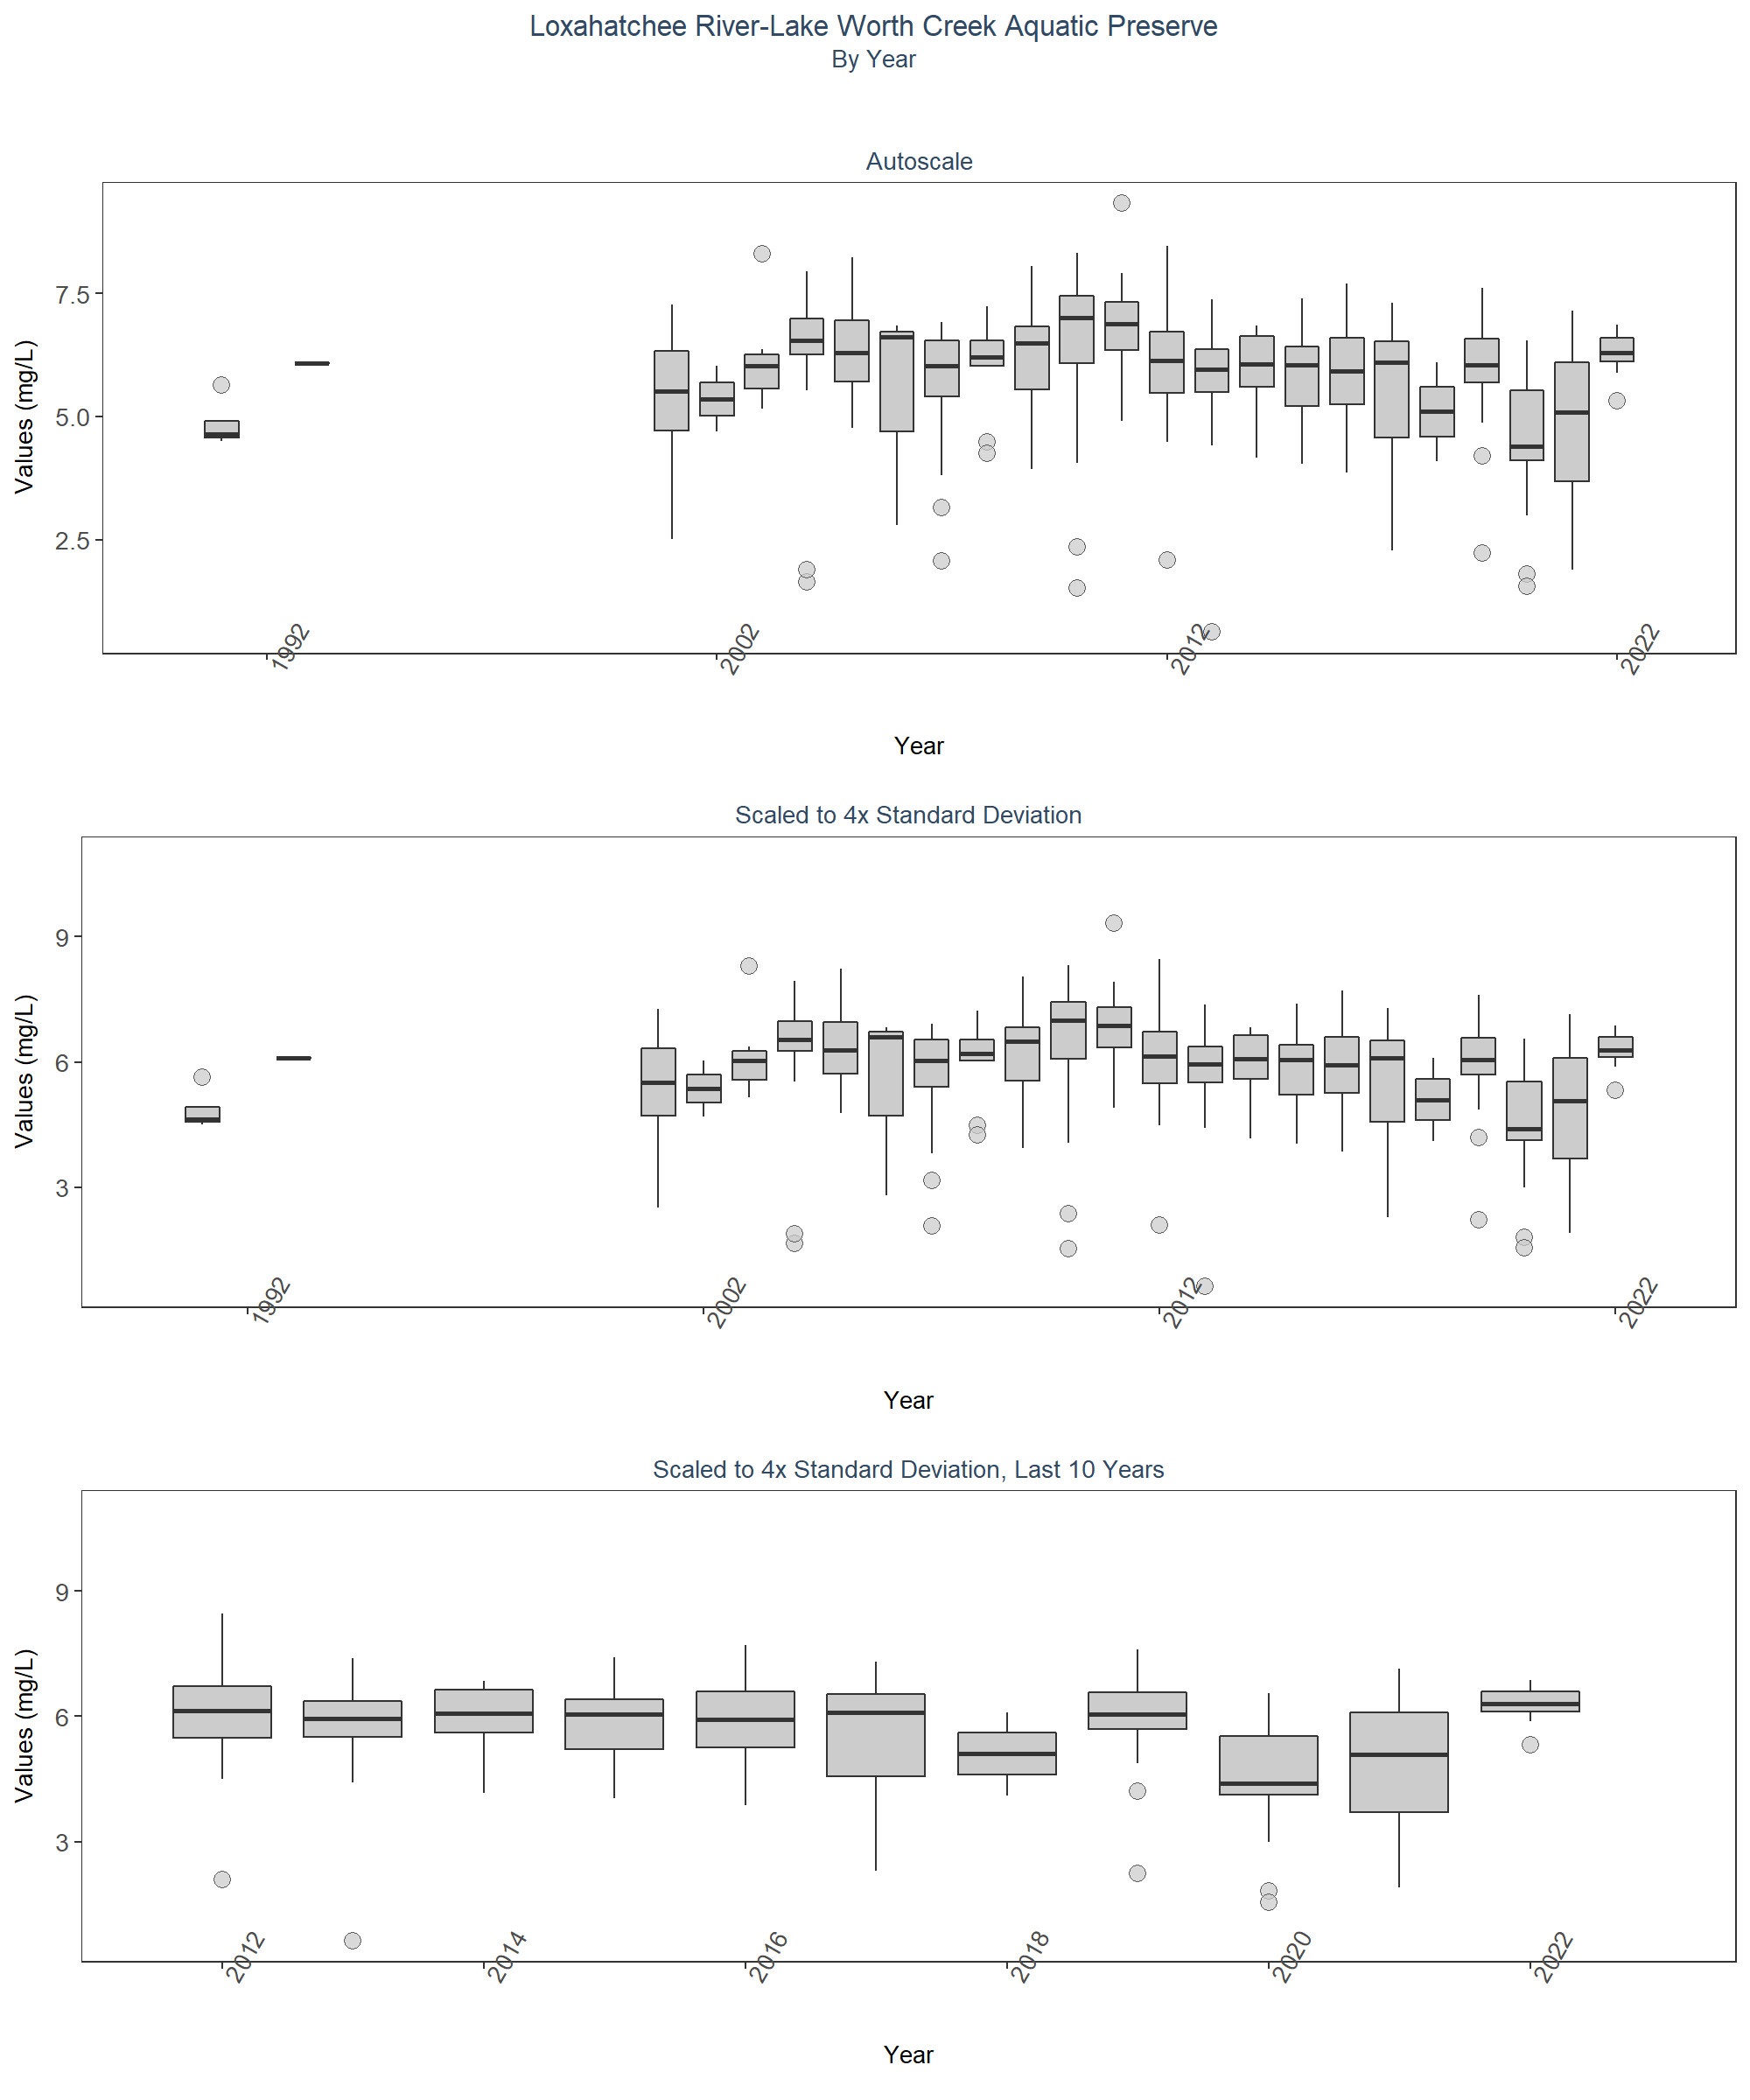 Loxahatchee River-Lake Worth Creek Aquatic Preserve
By Year
Autoscale
Values (mg/L)
7.5
5.0
2.5
1992
2002
2012
2022
Year
Scaled to 4x Standard Deviation
Values (mg/L)
9
6
3
1992
2002
2012
2022
Year
Scaled to 4x Standard Deviation, Last 10 Years
Values (mg/L)
9
6
3
2012
2014
2016
2018
2020
2022
Year